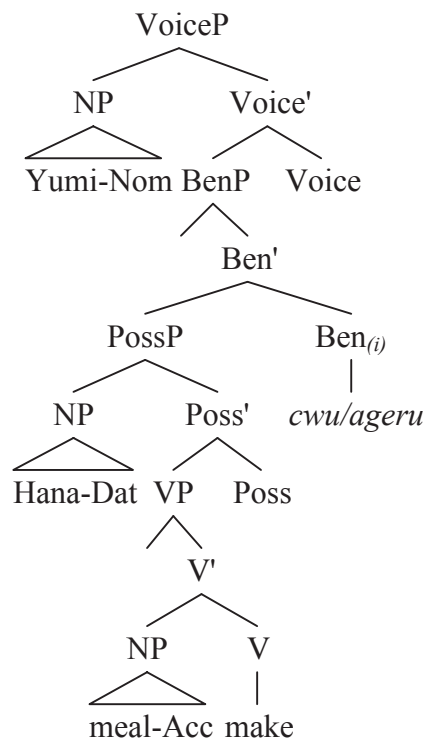 VoiceP
NP Voice'
Yumi-Nom BenP Voice
Ben'
PossP Ben(i)
NP Poss' cwu/ageru
Hana-Dat VP Poss
V'
NP V
meal-Acc make